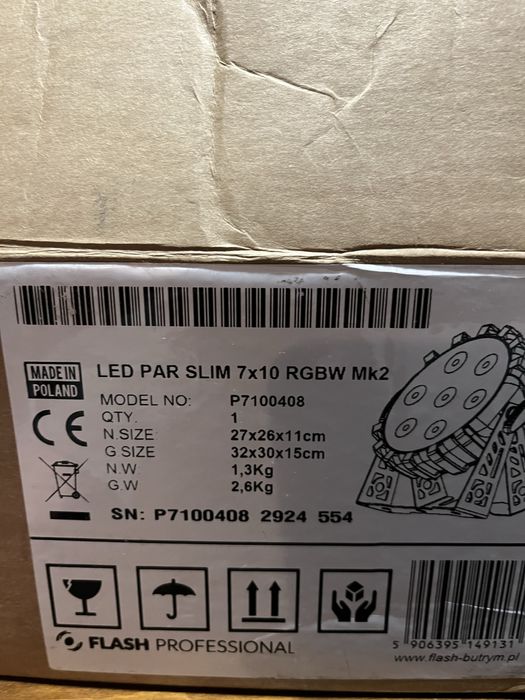 MADE IN
POLAND
CE
LED PAR SLIM 7x10 RGBW Mk2
MODEL NO: P7100408
QTY. 1
N.SIZE 27x26x11cm
G SIZE 32x30x15cm
N.W 1,3Kg
G.W 2,6Kg
SN: P7100408 2924 554
FLASH PROFESSIONAL
5 906395 149131
www.flash-butrym.pl